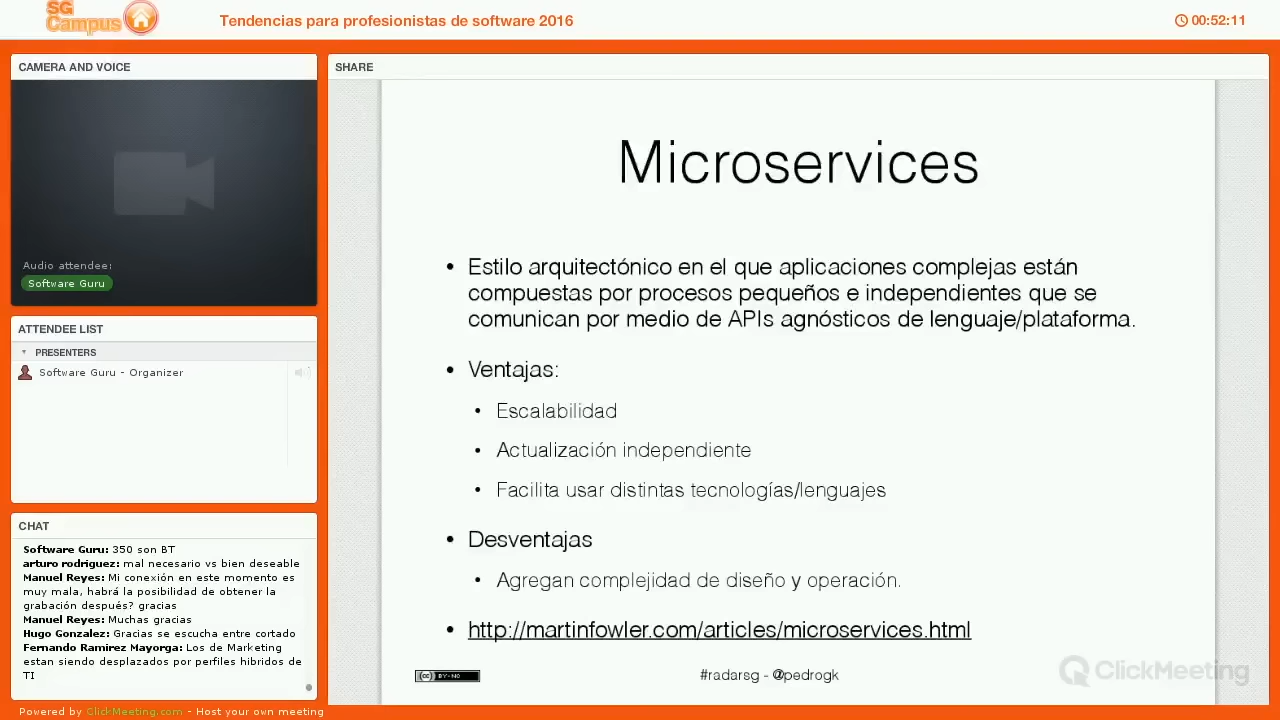 SG
Campus
Tendencias para profesionistas de software 2016
00:52:11
CAMERA AND VOICE
Audio attendee:
Software Guru
ATTENDEE LIST
PRESENTERS
Software Guru - Organizer
CHAT
Software Guru: 350 son BT
arturo rodriguez: mal necesario vs bien deseable
Manuel Reyes: Mi conexión en este momento es
muy mala, habrá la posibilidad de obtener la
grabación después? gracias
Manuel Reyes: Muchas gracias
Hugo Gonzalez: Gracias se escucha entre cortado
Fernando Ramirez Mayorga: Los de Marketing
estan siendo desplazados por perfiles hibridos de
TI
Powered by ClickMeeting.com - Host your own meeting
SHARE
Microservices
• Estilo arquitectónico en el que aplicaciones complejas están
compuestas por procesos pequeños e independientes que se
comunican por medio de APIs agnósticos de lenguaje/plataforma.
• Ventajas:
• Escalabilidad
• Actualización independiente
• Facilita usar distintas tecnologías/lenguajes
• Desventajas
• Agregan complejidad de diseño y operación.
• http://martinfowler.com/articles/microservices.html
cc BY-NC
#radarsg - @pedrogk
ClickMeeting